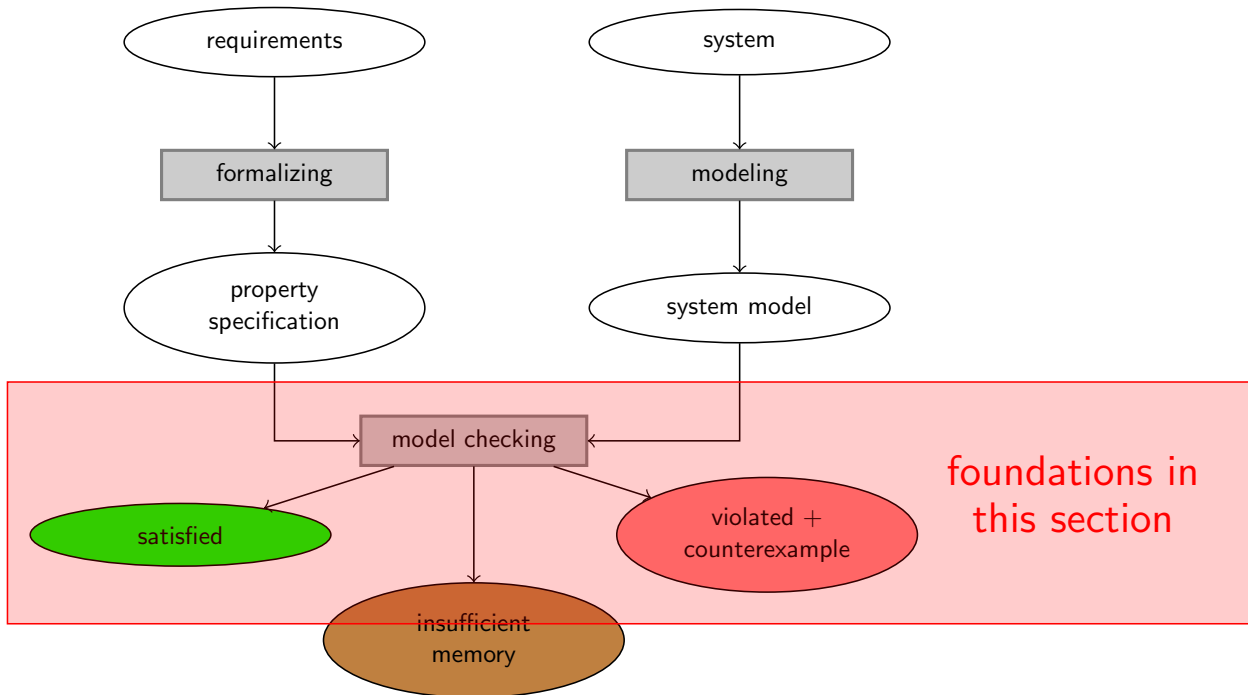 requirements
system
formalizing
modeling
property
specification
system model
model checking
foundations in
this section
satisfied
violated +
counterexample
insufficient
memory